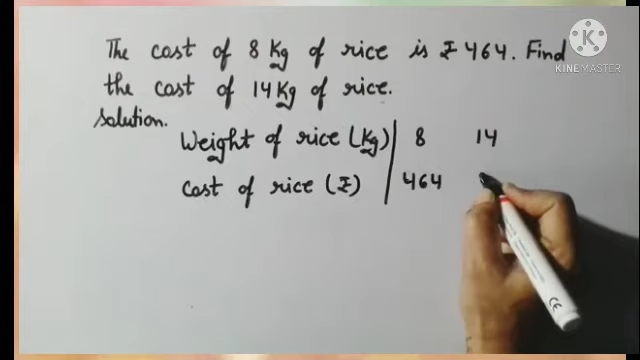 The cost of 8 Kg of rice is ₹ 464. Find
the cost of 14 Kg of rice.
Solution.
Weight of rice (Kg) | 8 14
Cost of rice (₹) | 464
K
KINEMASTER
CE